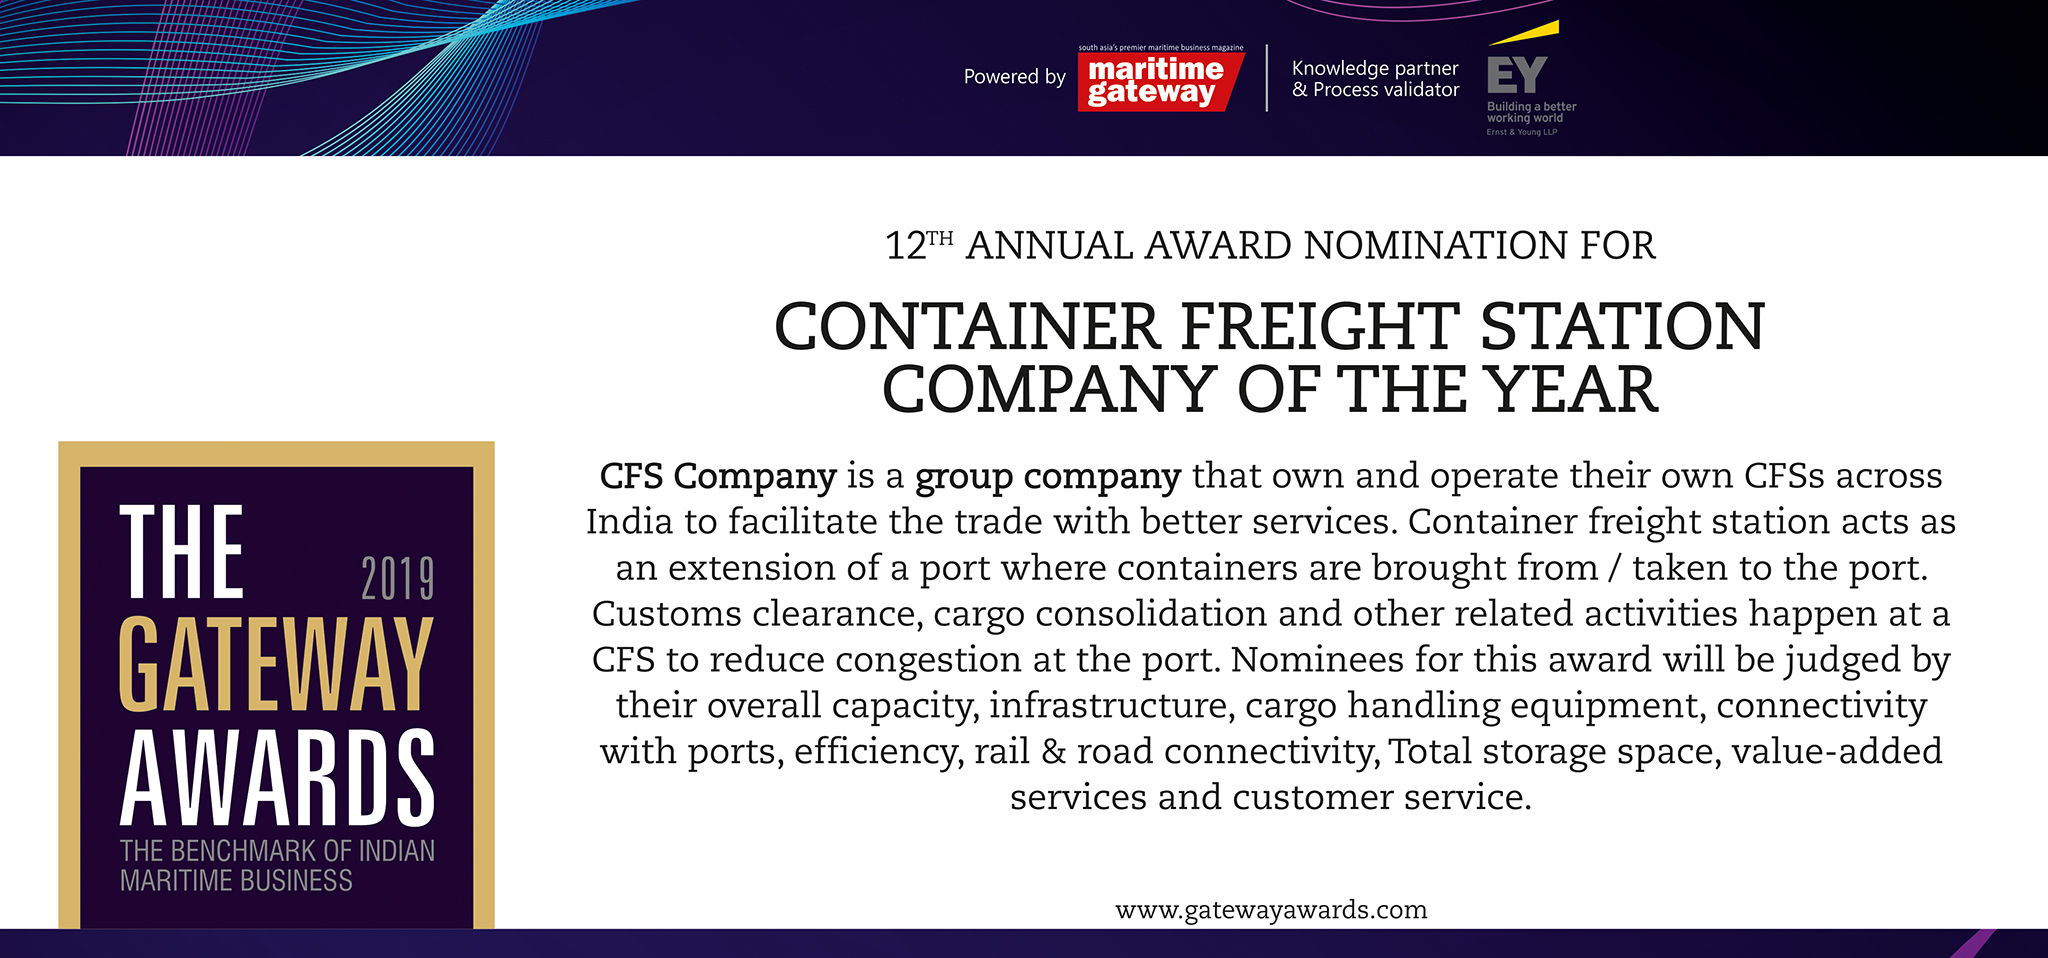 south asia's premier maritime business magazine
Powered by
maritime
gateway
Knowledge partner
& Process validator
EY
Building a better
working world
Ernst & Young LLP
12TH ANNUAL AWARD NOMINATION FOR
CONTAINER FREIGHT STATION
COMPANY OF THE YEAR
CFS Company is a group company that own and operate their own CFSs across
India to facilitate the trade with better services. Container freight station acts as
an extension of a port where containers are brought from / taken to the port.
Customs clearance, cargo consolidation and other related activities happen at a
CFS to reduce congestion at the port. Nominees for this award will be judged by
their overall capacity, infrastructure, cargo handling equipment, connectivity
with ports, efficiency, rail & road connectivity, Total storage space, value-added
services and customer service.
THE
2019
GATEWAY
AWARDS
THE BENCHMARK OF INDIAN
MARITIME BUSINESS
www.gatewayawards.com